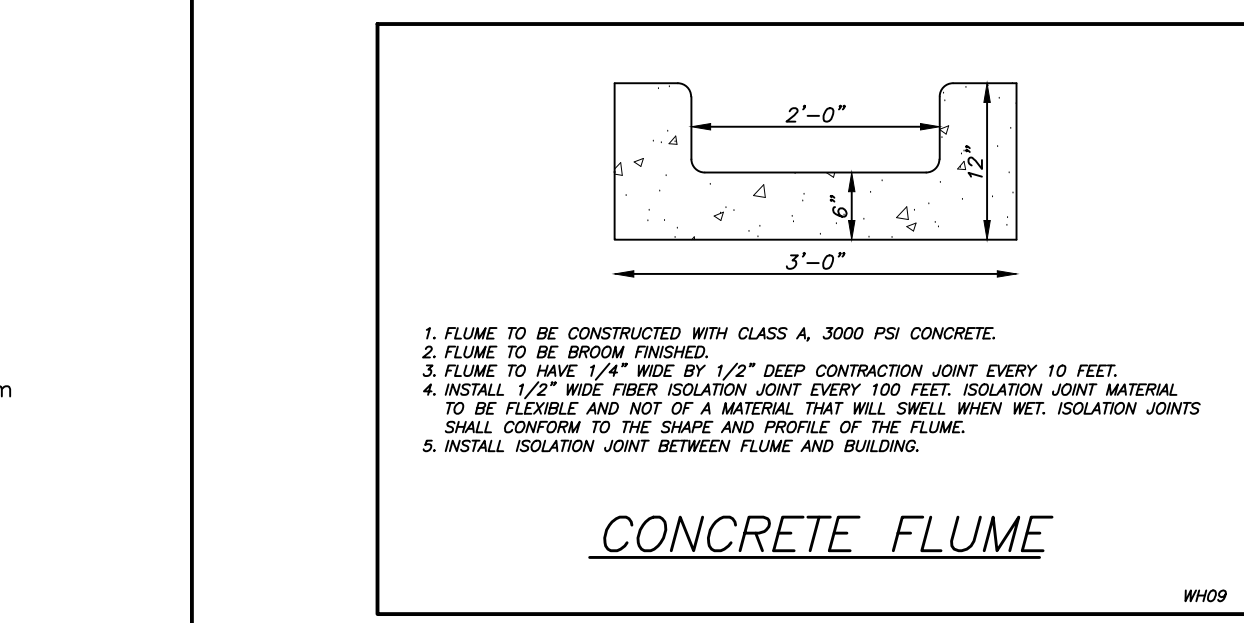 2'-0"
12"
6"
3'-0"
1. FLUME TO BE CONSTRUCTED WITH CLASS A, 3000 PSI CONCRETE.
2. FLUME TO BE BROOM FINISHED.
3. FLUME TO HAVE 1/4" WIDE BY 1/2" DEEP CONTRACTION JOINT EVERY 10 FEET.
m
4. INSTALL 1/2" WIDE FIBER ISOLATION JOINT EVERY 100 FEET. ISOLATION JOINT MATERIAL
TO BE FLEXIBLE AND NOT OF A MATERIAL THAT WILL SWELL WHEN WET. ISOLATION JOINTS
SHALL CONFORM TO THE SHAPE AND PROFILE OF THE FLUME.
5. INSTALL ISOLATION JOINT BETWEEN FLUME AND BUILDING.
CONCRETE FLUME
WH09